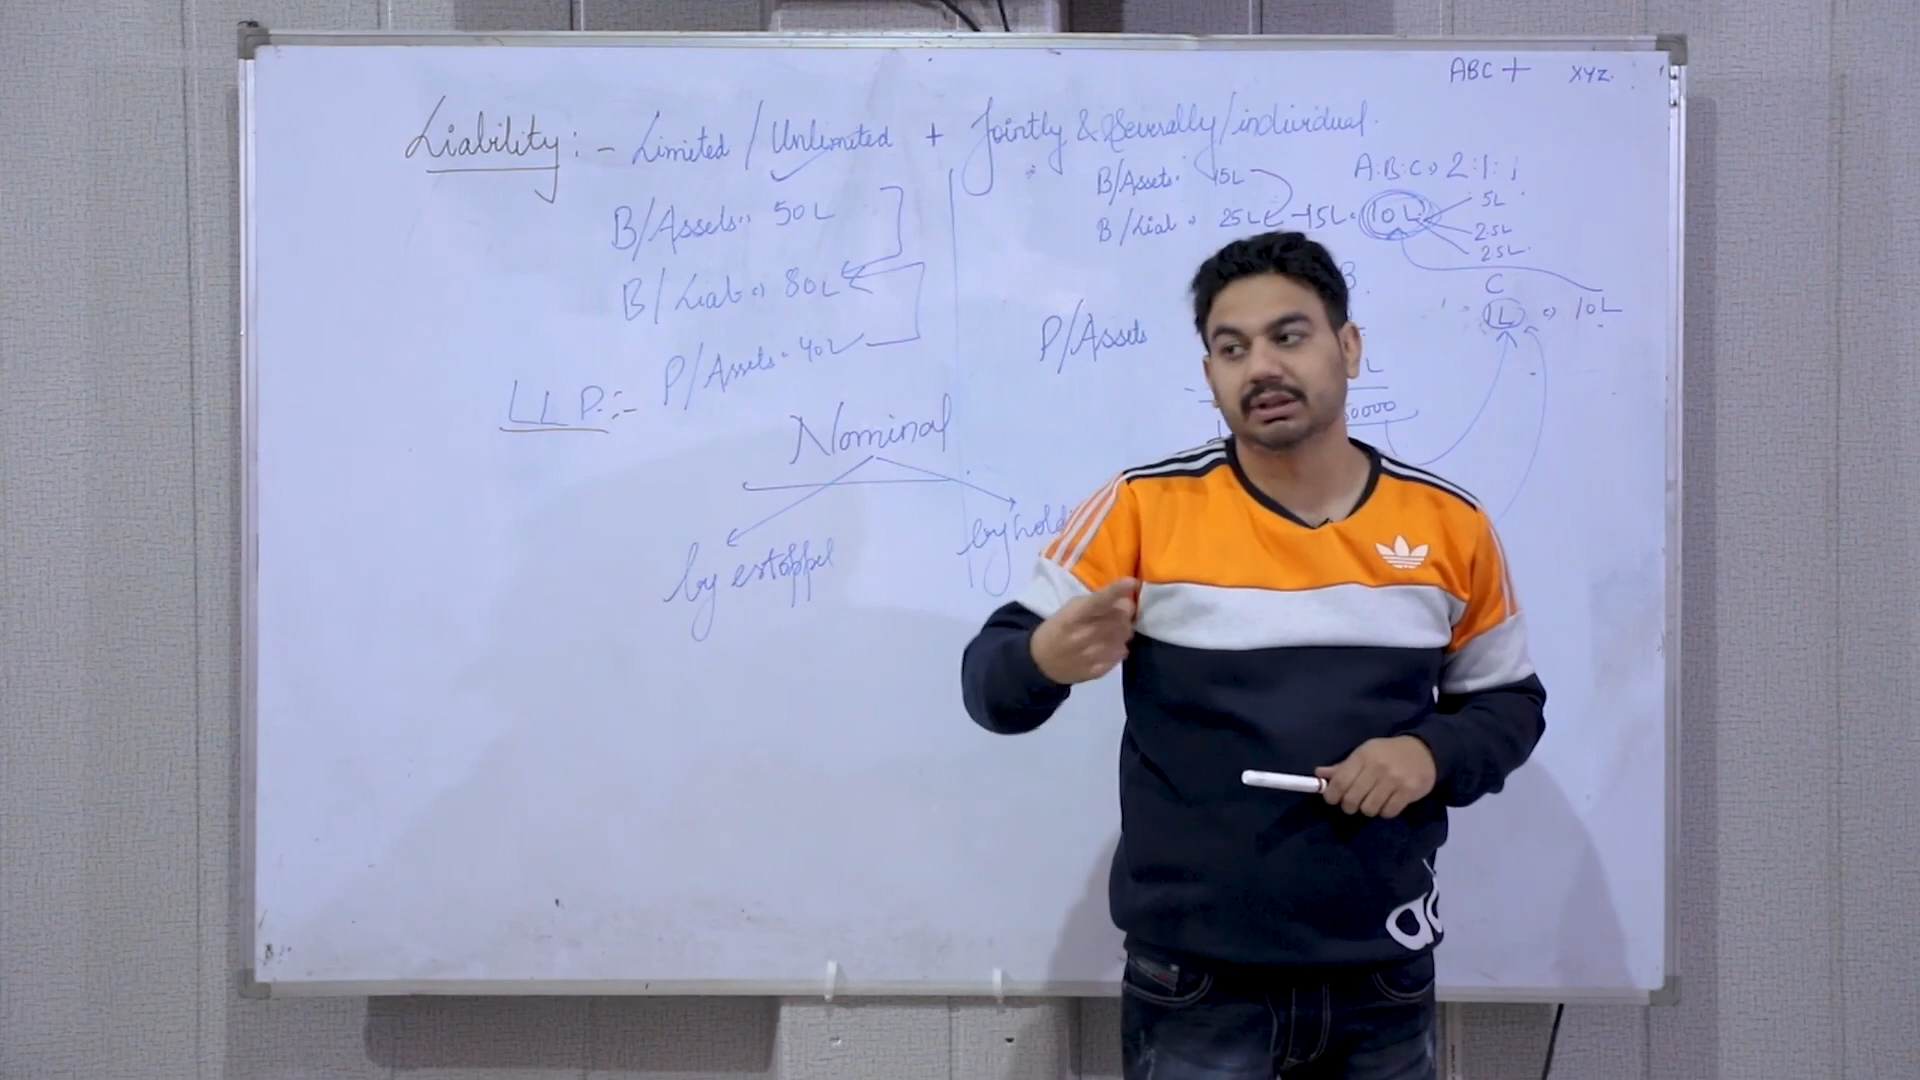 ABC + XYZ.
Liability :- Limited / Unlimited + Jointly & Severally/individual.
B/Assets = 50L
B/Liab = 80L
P/Assets = 40L
LLP :-
Nominal
by estoppel
by hold
B/Assets = 15L
B/Liab = 25L - 15L = 10L
A:B:C = 2:1:1
5L
2.5L
2.5L
B.
C
P/Assets
1L = 10L
L
50000